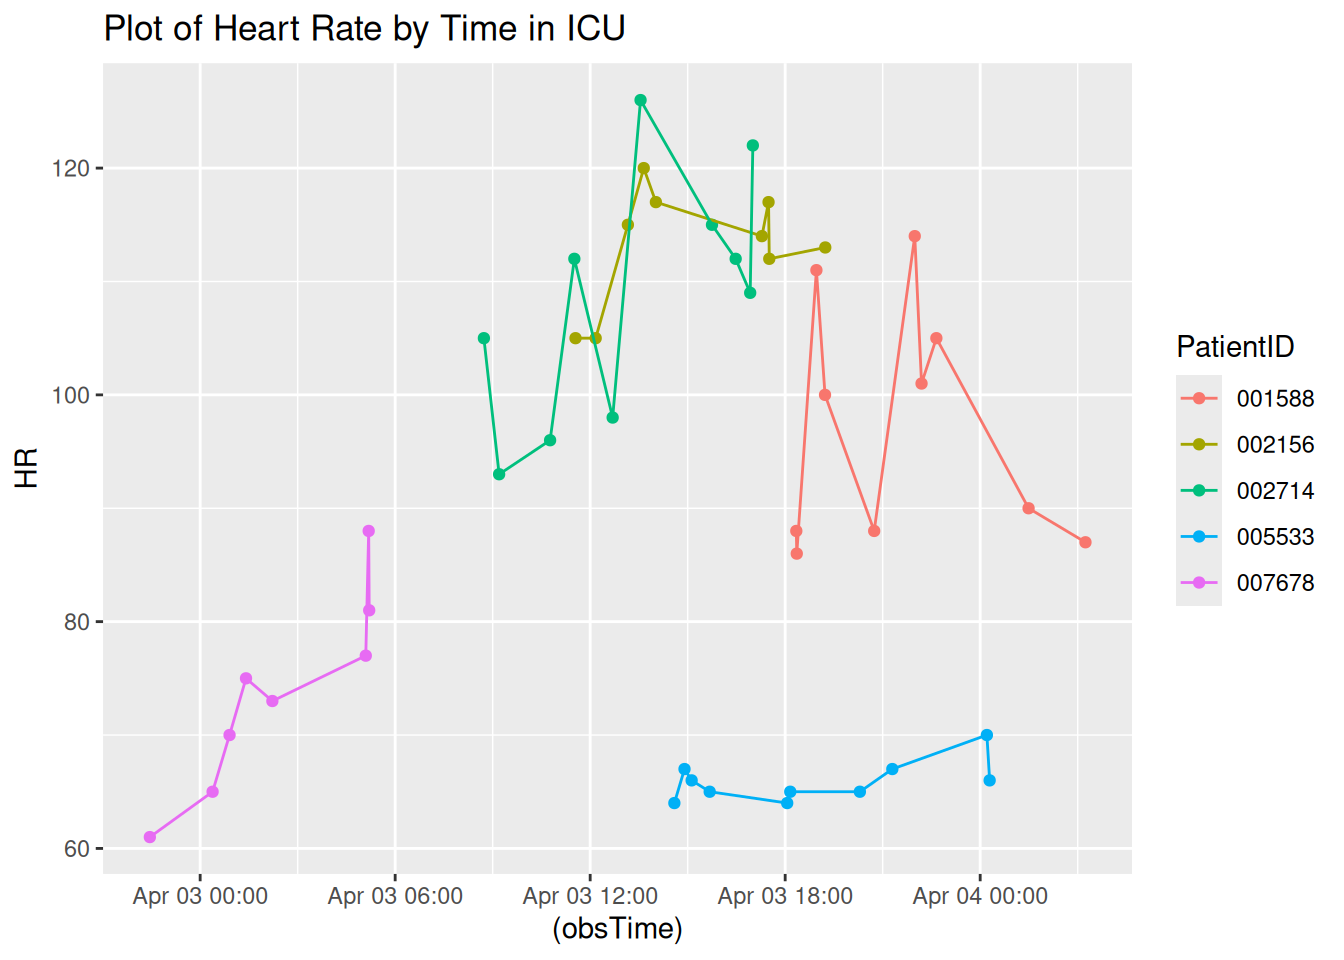 Plot of Heart Rate by Time in ICU
HR
120
100
80
60
Apr 03 00:00 Apr 03 06:00 Apr 03 12:00 Apr 03 18:00 Apr 04 00:00
(obsTime)
PatientID
001588
002156
002714
005533
007678